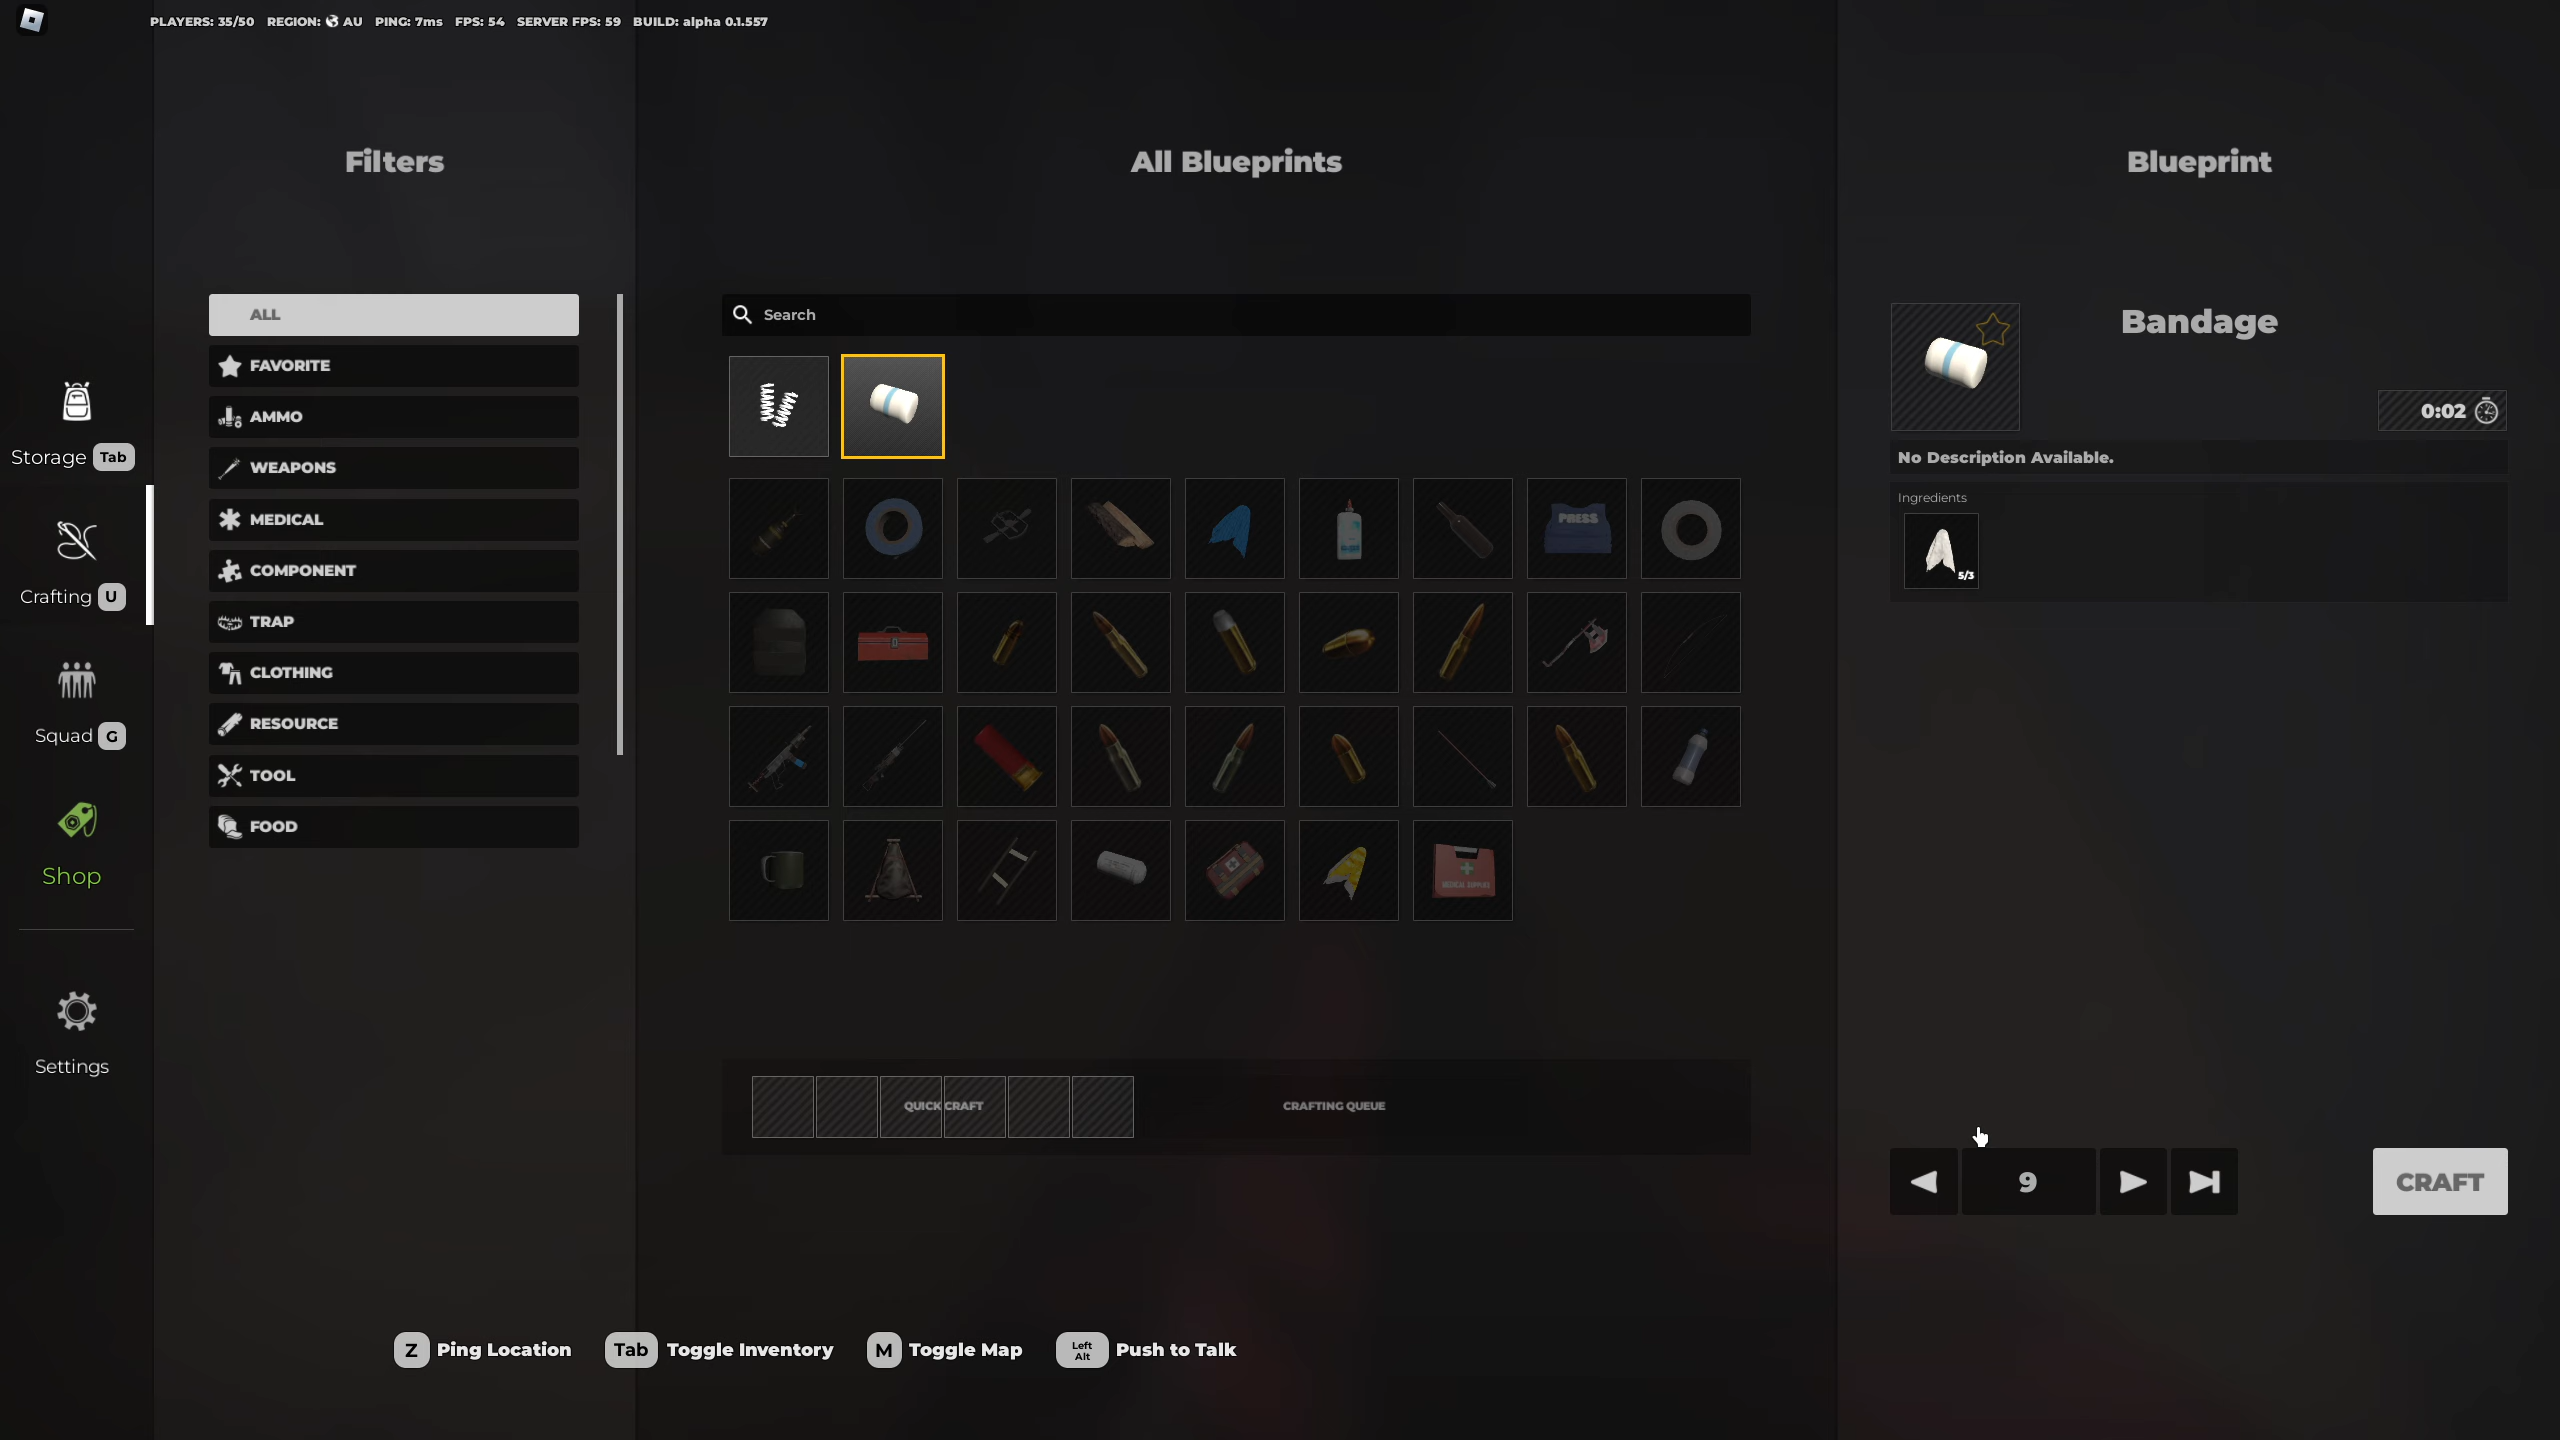 PLAYERS: 35/50 REGION: AU PING: 7ms FPS: 54 SERVER FPS: 59 BUILD: alpha 0.1.557
Filters
All Blueprints
Blueprint
ALL
FAVORITE
AMMO
WEAPONS
MEDICAL
COMPONENT
TRAP
CLOTHING
RESOURCE
TOOL
FOOD
Storage Tab
Crafting U
Squad G
Shop
Settings
Search
PRESS
MEDICAL SUPPLIES
QUICK CRAFT
CRAFTING QUEUE
Bandage
0:02
No Description Available.
Ingredients
5/3
9
CRAFT
Z Ping Location Tab Toggle Inventory M Toggle Map Left Alt Push to Talk